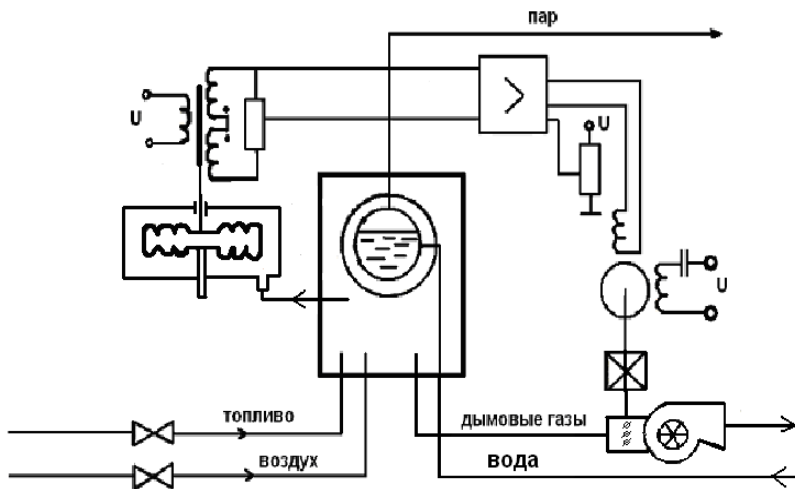 пар
U
U
U
топливо
дымовые газы
воздух
вода